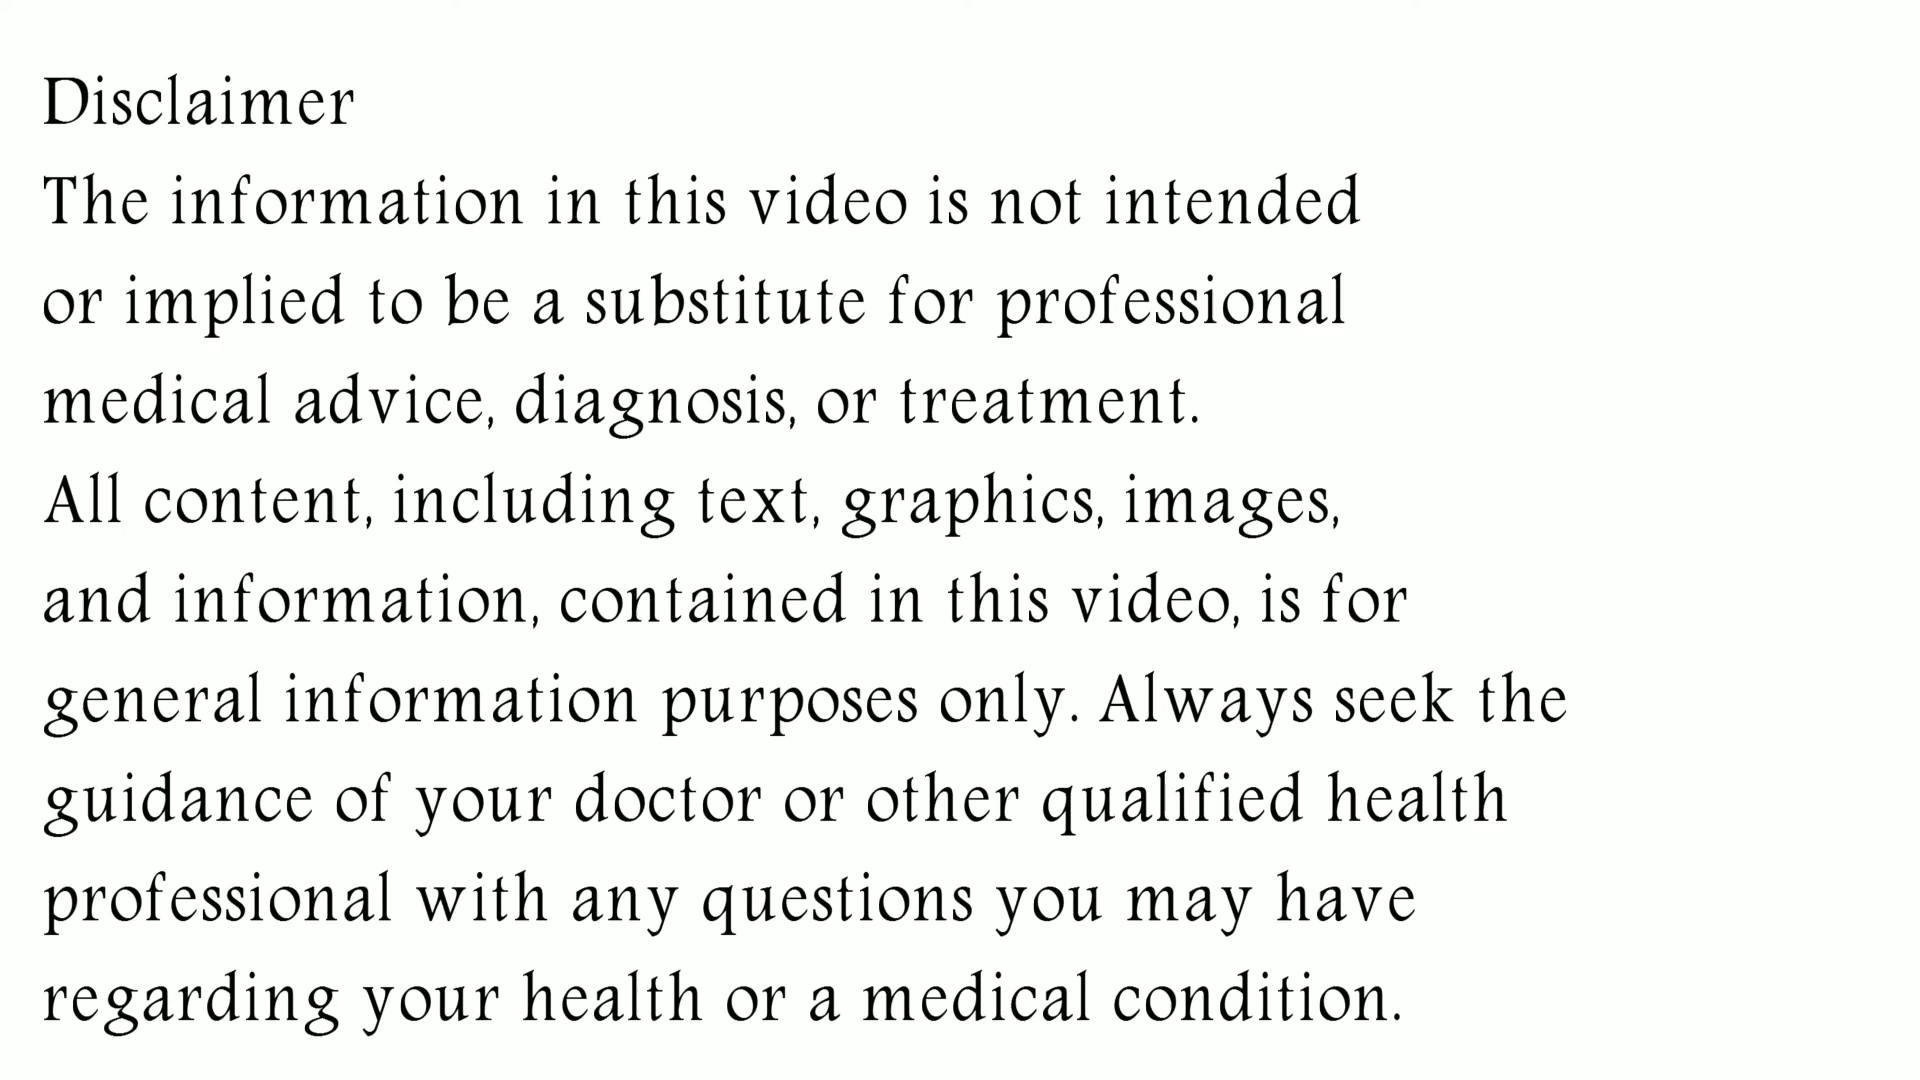 Disclaimer
The information in this video is not intended
or implied to be a substitute for professional
medical advice, diagnosis, or treatment.
All content, including text, graphics, images,
and information, contained in this video, is for
general information purposes only. Always seek the
guidance of your doctor or other qualified health
professional with any questions you may have
regarding your health or a medical condition.